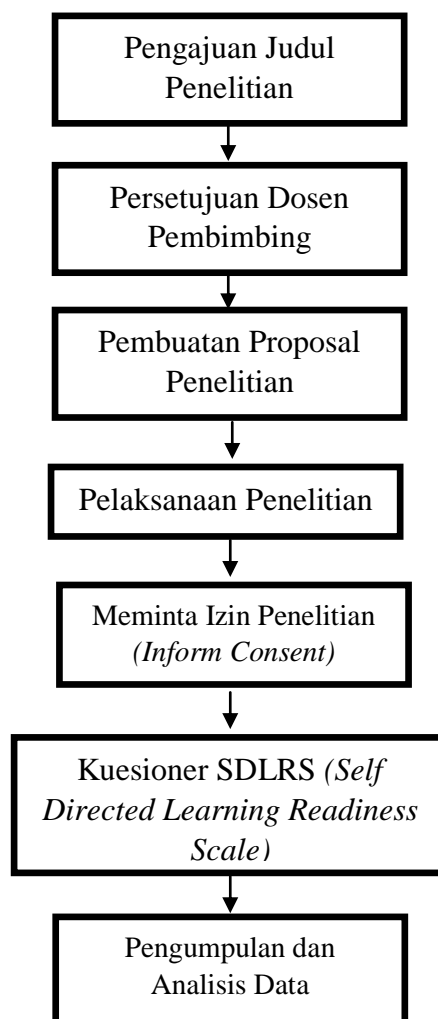 Pengajuan Judul
Penelitian
Persetujuan Dosen
Pembimbing
Pembuatan Proposal
Penelitian
Pelaksanaan Penelitian
Meminta Izin Penelitian
(Inform Consent)
Kuesioner SDLRS (Self
Directed Learning Readiness
Scale)
Pengumpulan dan
Analisis Data